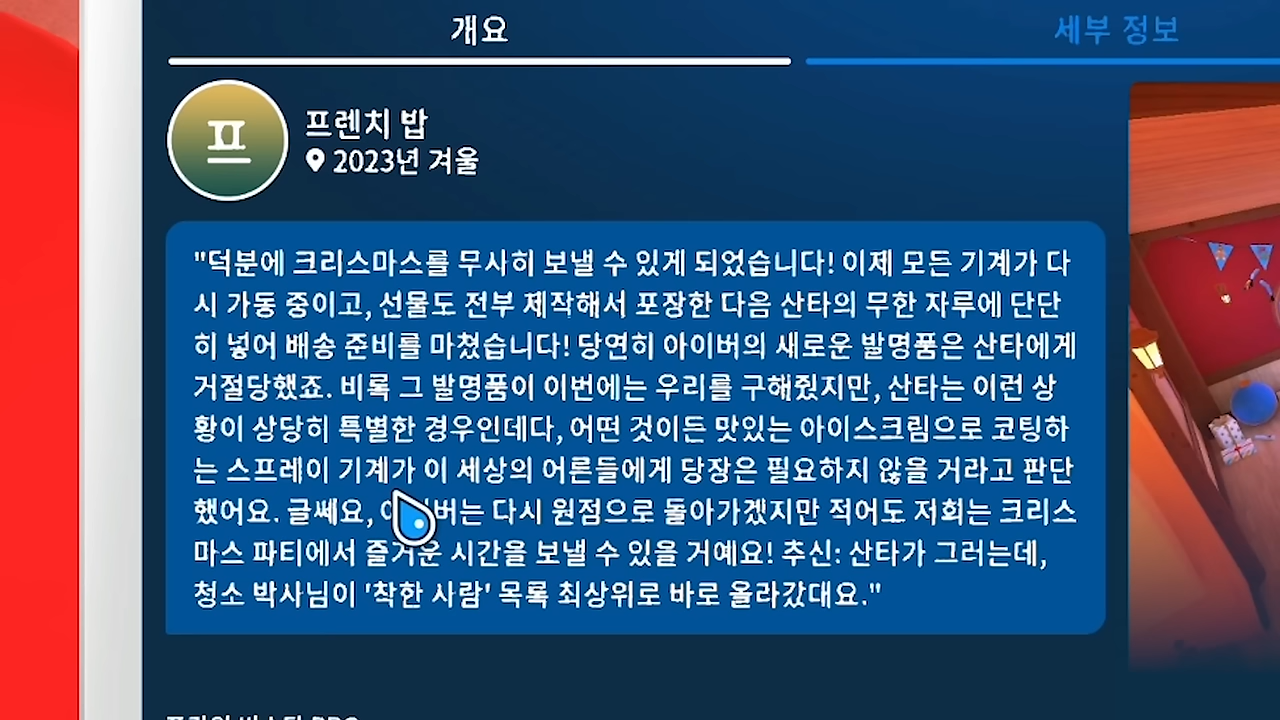 개요
세부 정보
프
프렌치 밥
2023년 겨울
"덕분에 크리스마스를 무사히 보낼 수 있게 되었습니다! 이제 모든 기계가 다
시 가동 중이고, 선물도 전부 제작해서 포장한 다음 산타의 무한 자루에 단단
히 넣어 배송 준비를 마쳤습니다! 당연히 아이버의 새로운 발명품은 산타에게
거절당했죠. 비록 그 발명품이 이번에는 우리를 구해줬지만, 산타는 이런 상
황이 상당히 특별한 경우인데다, 어떤 것이든 맛있는 아이스크림으로 코팅하
는 스프레이 기계가 이 세상의 어른들에게 당장은 필요하지 않을 거라고 판단
했어요. 글쎄요, 다시 원점으로 돌아가겠지만 적어도 저희는 크리스
마스 파티에서 즐거운 시간을 보낼 수 있을 거예요! 추신: 산타가 그러는데,
청소 박사님이 '착한 사람' 목록 최상위로 바로 올라갔대요."